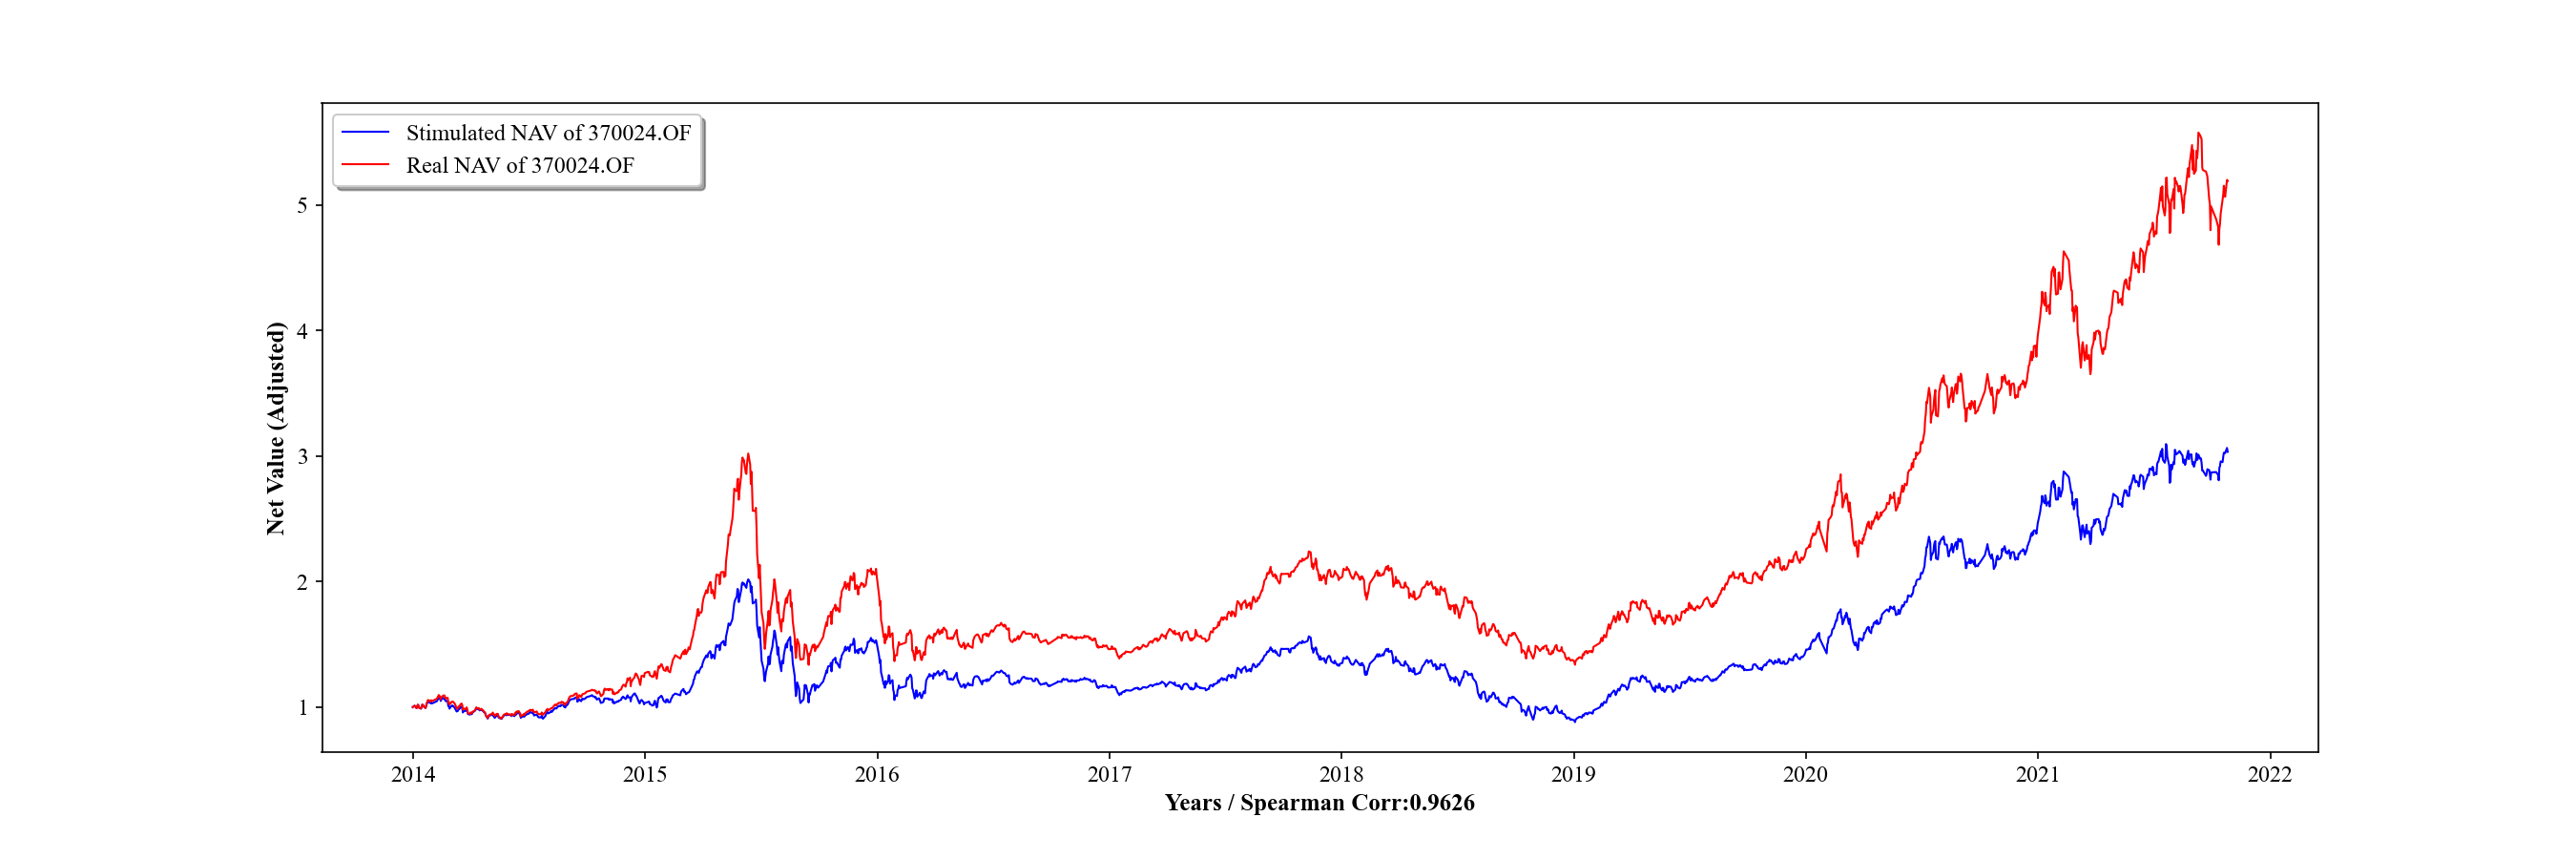 Stimulated NAV of 370024.OF
Real NAV of 370024.OF
Net Value (Adjusted)
5
4
3
2
1
2014 2015 2016 2017 2018 2019 2020 2021 2022
Years / Spearman Corr:0.9626